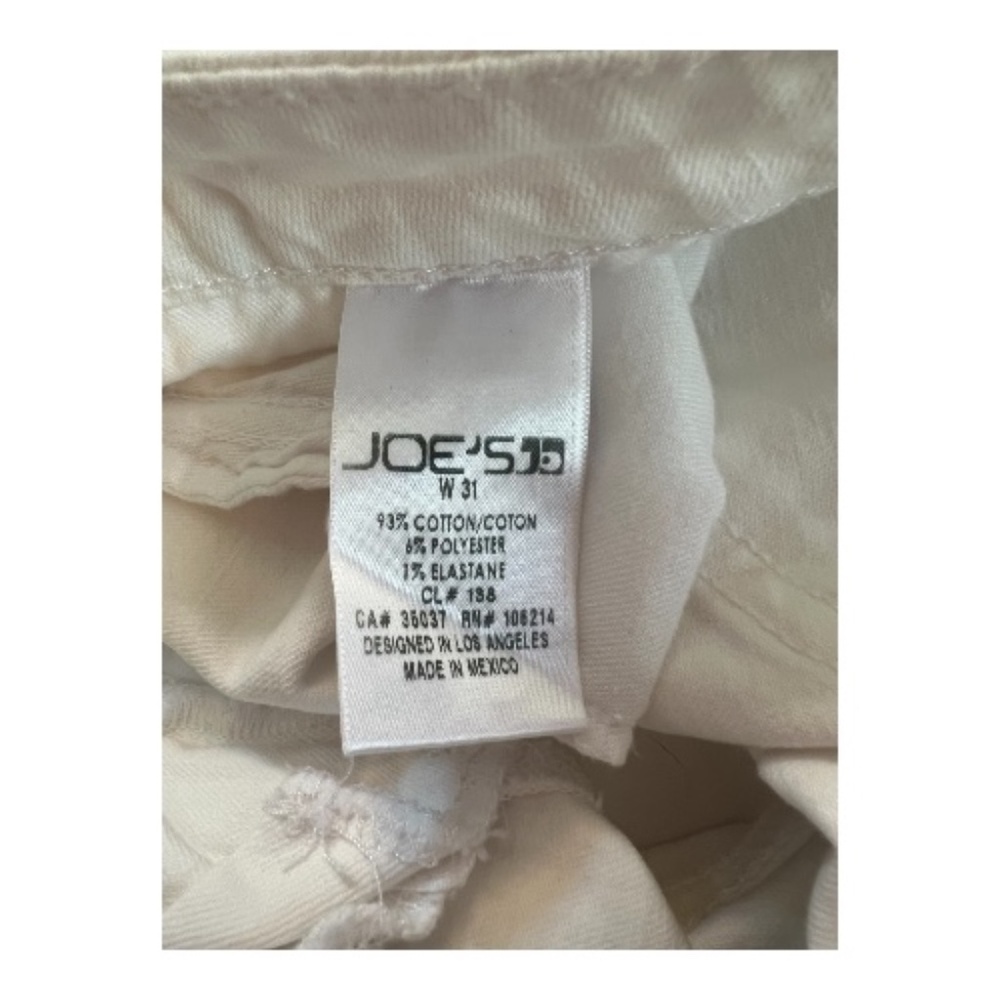 JOE'S
W 31
93% COTTON/COTON
6% POLYESTER
1% ELASTANE
CL# 138
CA# 35037 RN# 106214
DESIGNED IN LOS ANGELES
MADE IN MEXICO